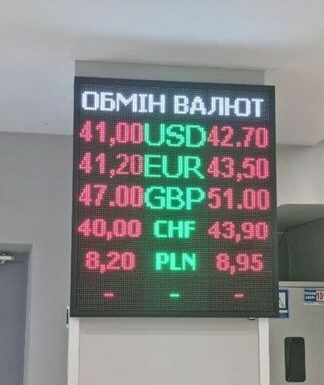 ОБМІН ВАЛЮТ
41,00 USD 42.70
41,20 EUR 43,50
47.00 GBP 51.00
40,00 CHF 43,90
8,20 PLN 8,95
- - -